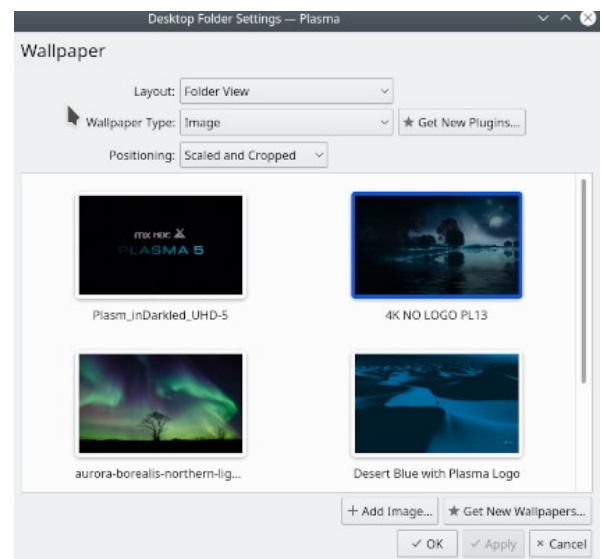 Desktop Folder Settings — Plasma
Wallpaper
Layout: Folder View
Wallpaper Type: Image ★ Get New Plugins...
Positioning: Scaled and Cropped
PLASMA 5
Plasm_inDarkled_UHD-5 4K NO LOGO PL13
aurora-borealis-northern-lig... Desert Blue with Plasma Logo
+ Add Image... ★ Get New Wallpapers...
✓ OK ✓ Apply × Cancel